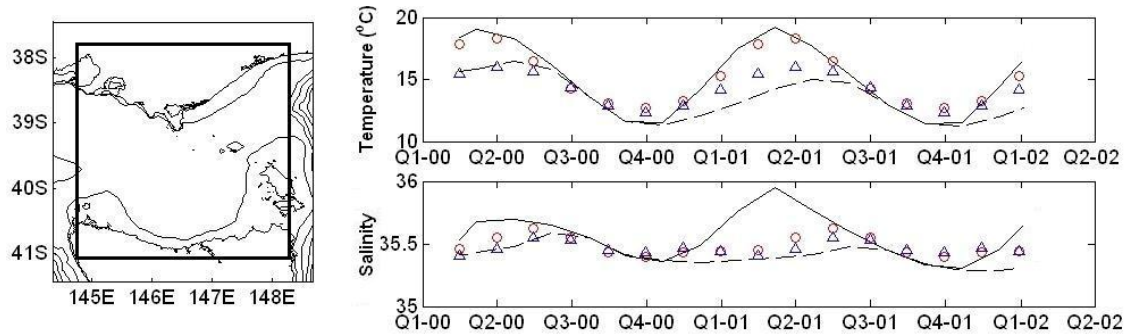 38S
39S
40S
41S
145E 146E 147E 148E
Temperature (°C)
20
15
10
Q1-00 Q2-00 Q3-00 Q4-00 Q1-01 Q2-01 Q3-01 Q4-01 Q1-02 Q2-02
Salinity
36
35.5
35
Q1-00 Q2-00 Q3-00 Q4-00 Q1-01 Q2-01 Q3-01 Q4-01 Q1-02 Q2-02